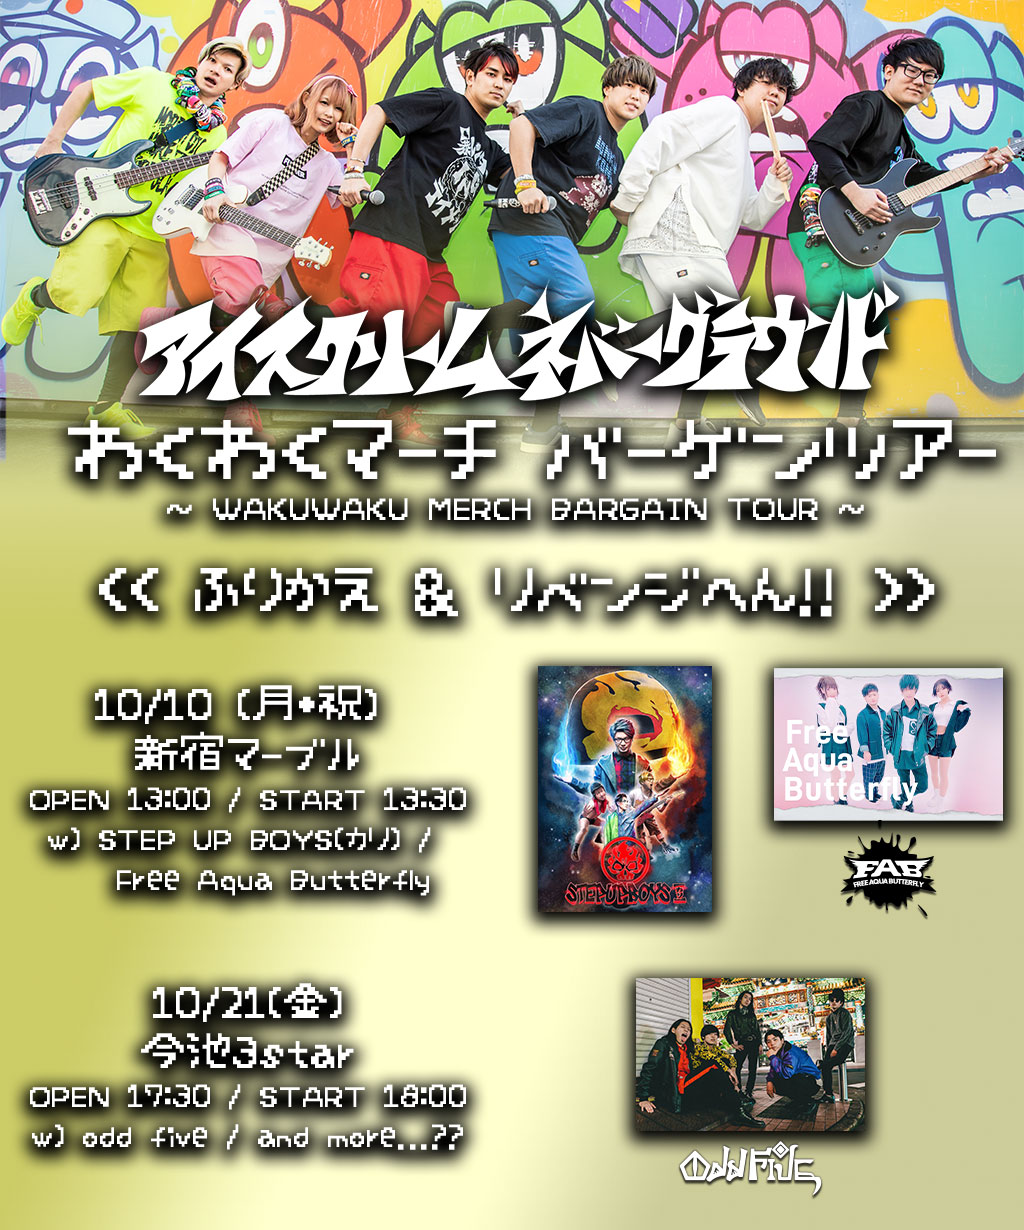 アイスクリームネバーグラウンド
わくわくマーチ バーゲンツアー
～ WAKUWAKU MERCH BARGAIN TOUR ～
<< ふりかえ & リベンジへん!! >>
10/10 (月・祝)
新宿マーブル
OPEN 13:00 / START 13:30
w) STEP UP BOYS(カリ) /
Free Aqua Butterfly
STEPUPBOYS
Free
Aqua
Butterfly
FAB
FREE AQUA BUTTERFLY
10/21(金)
今池3star
OPEN 17:30 / START 18:00
w) odd five / and more...??
Odd Five